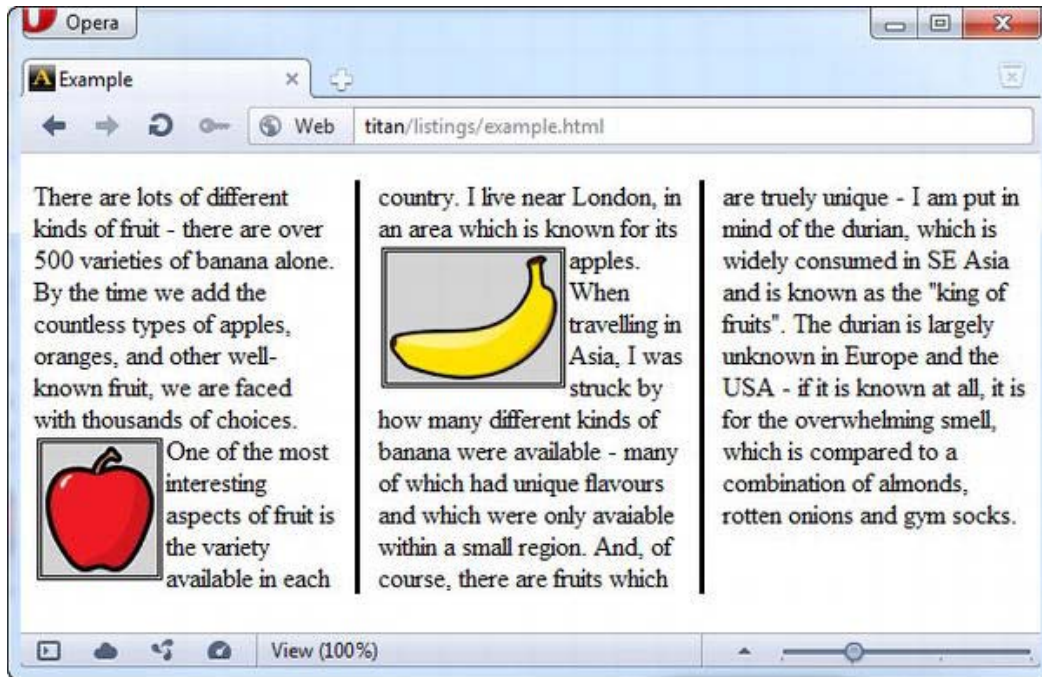 Opera
Example
Web
titan/listings/example.html
There are lots of different
kinds of fruit - there are over
500 varieties of banana alone.
By the time we add the
countless types of apples,
oranges, and other well-
known fruit, we are faced
with thousands of choices.
One of the most
interesting
aspects of fruit is
the variety
available in each
country. I live near London, in
an area which is known for its
apples.
When
travelling in
Asia, I was
struck by
how many different kinds of
banana were available - many
of which had unique flavours
and which were only avaiable
within a small region. And, of
course, there are fruits which
are truely unique - I am put in
mind of the durian, which is
widely consumed in SE Asia
and is known as the "king of
fruits". The durian is largely
unknown in Europe and the
USA - if it is known at all, it is
for the overwhelming smell,
which is compared to a
combination of almonds,
rotten onions and gym socks.
View (100%)